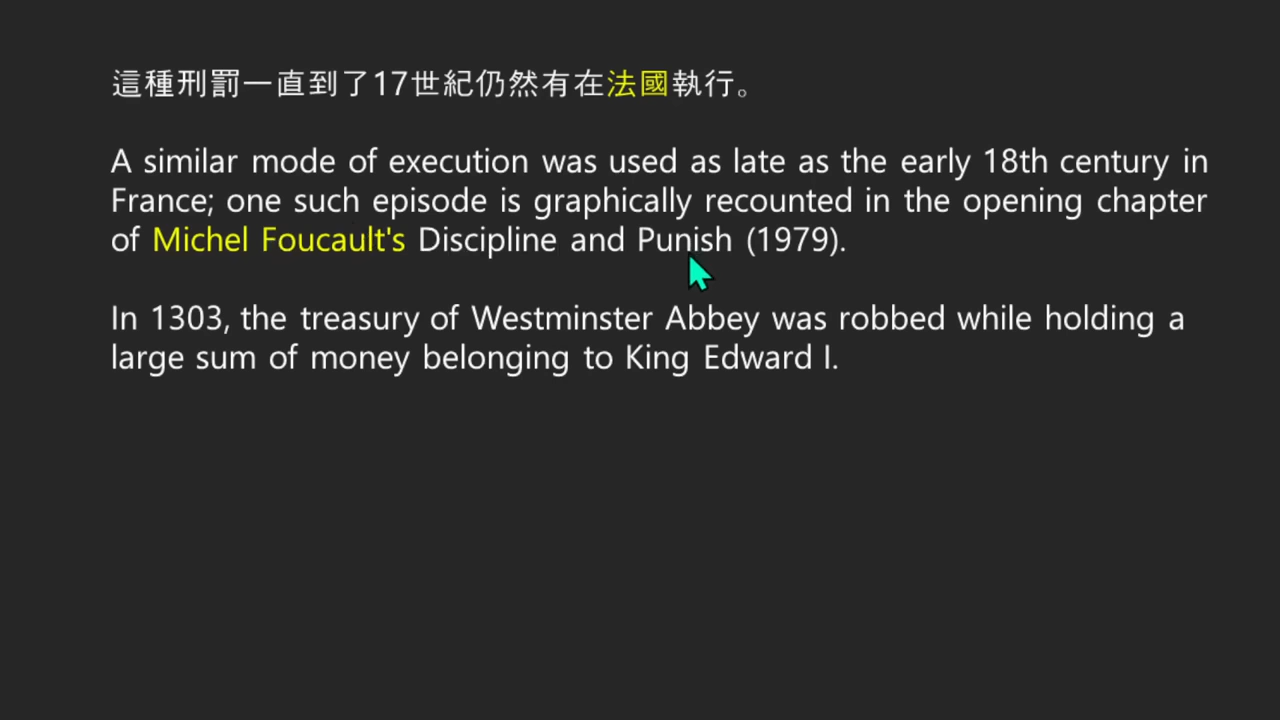 這種刑罰一直到了17世紀仍然有在法國執行。
A similar mode of execution was used as late as the early 18th century in
France; one such episode is graphically recounted in the opening chapter
of Michel Foucault's Discipline and Punish (1979).
In 1303, the treasury of Westminster Abbey was robbed while holding a
large sum of money belonging to King Edward I.